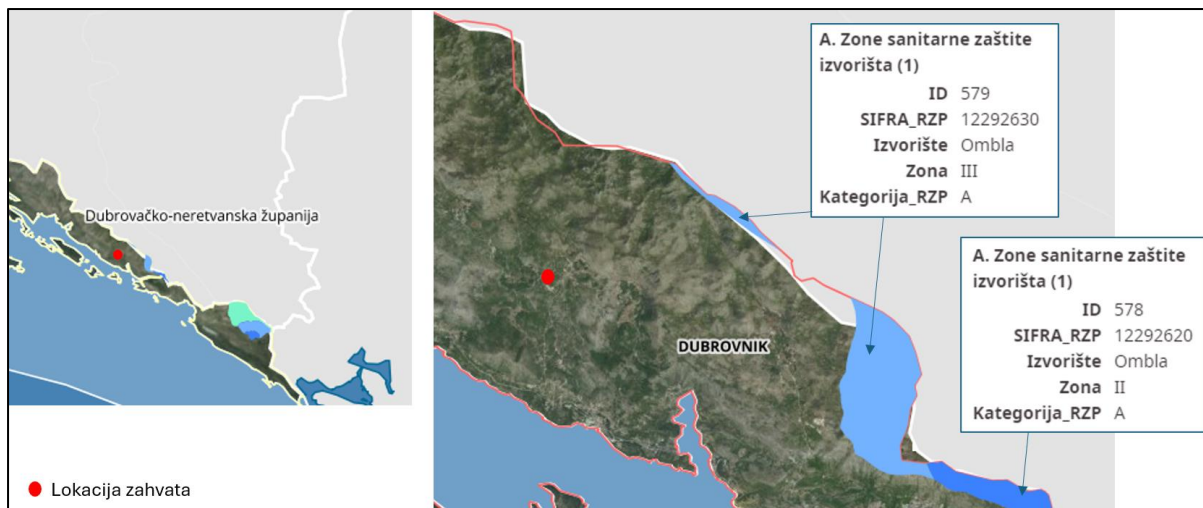 Dubrovačko-neretvanska županija
Lokacija zahvata
DUBROVNIK
A. Zone sanitarne zaštite
izvorišta (1)
ID 579
SIFRA_RZP 12292630
Izvorište Ombla
Zona III
Kategorija_RZP A
A. Zone sanitarne zaštite
izvorišta (1)
ID 578
SIFRA_RZP 12292620
Izvorište Ombla
Zona II
Kategorija_RZP A